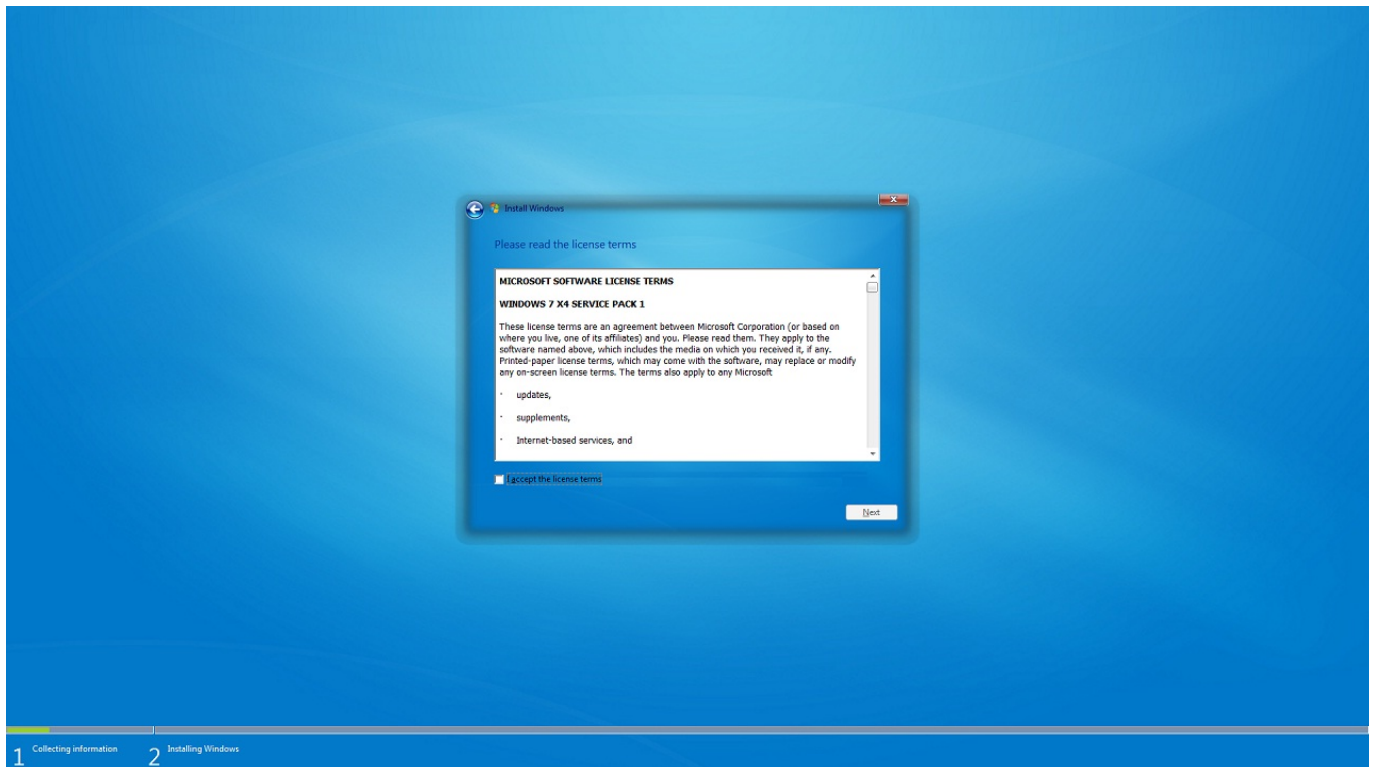 Install Windows
x
Please read the license terms
MICROSOFT SOFTWARE LICENSE TERMS
WINDOWS 7 X4 SERVICE PACK 1
These license terms are an agreement between Microsoft Corporation (or based on
where you live, one of its affiliates) and you. Please read them. They apply to the
software named above, which includes the media on which you received it, if any.
Printed-paper license terms, which may come with the software, may replace or modify
any on-screen license terms. The terms also apply to any Microsoft
· updates,
· supplements,
· Internet-based services, and
I accept the license terms
Next
1 Collecting information
2 Installing Windows